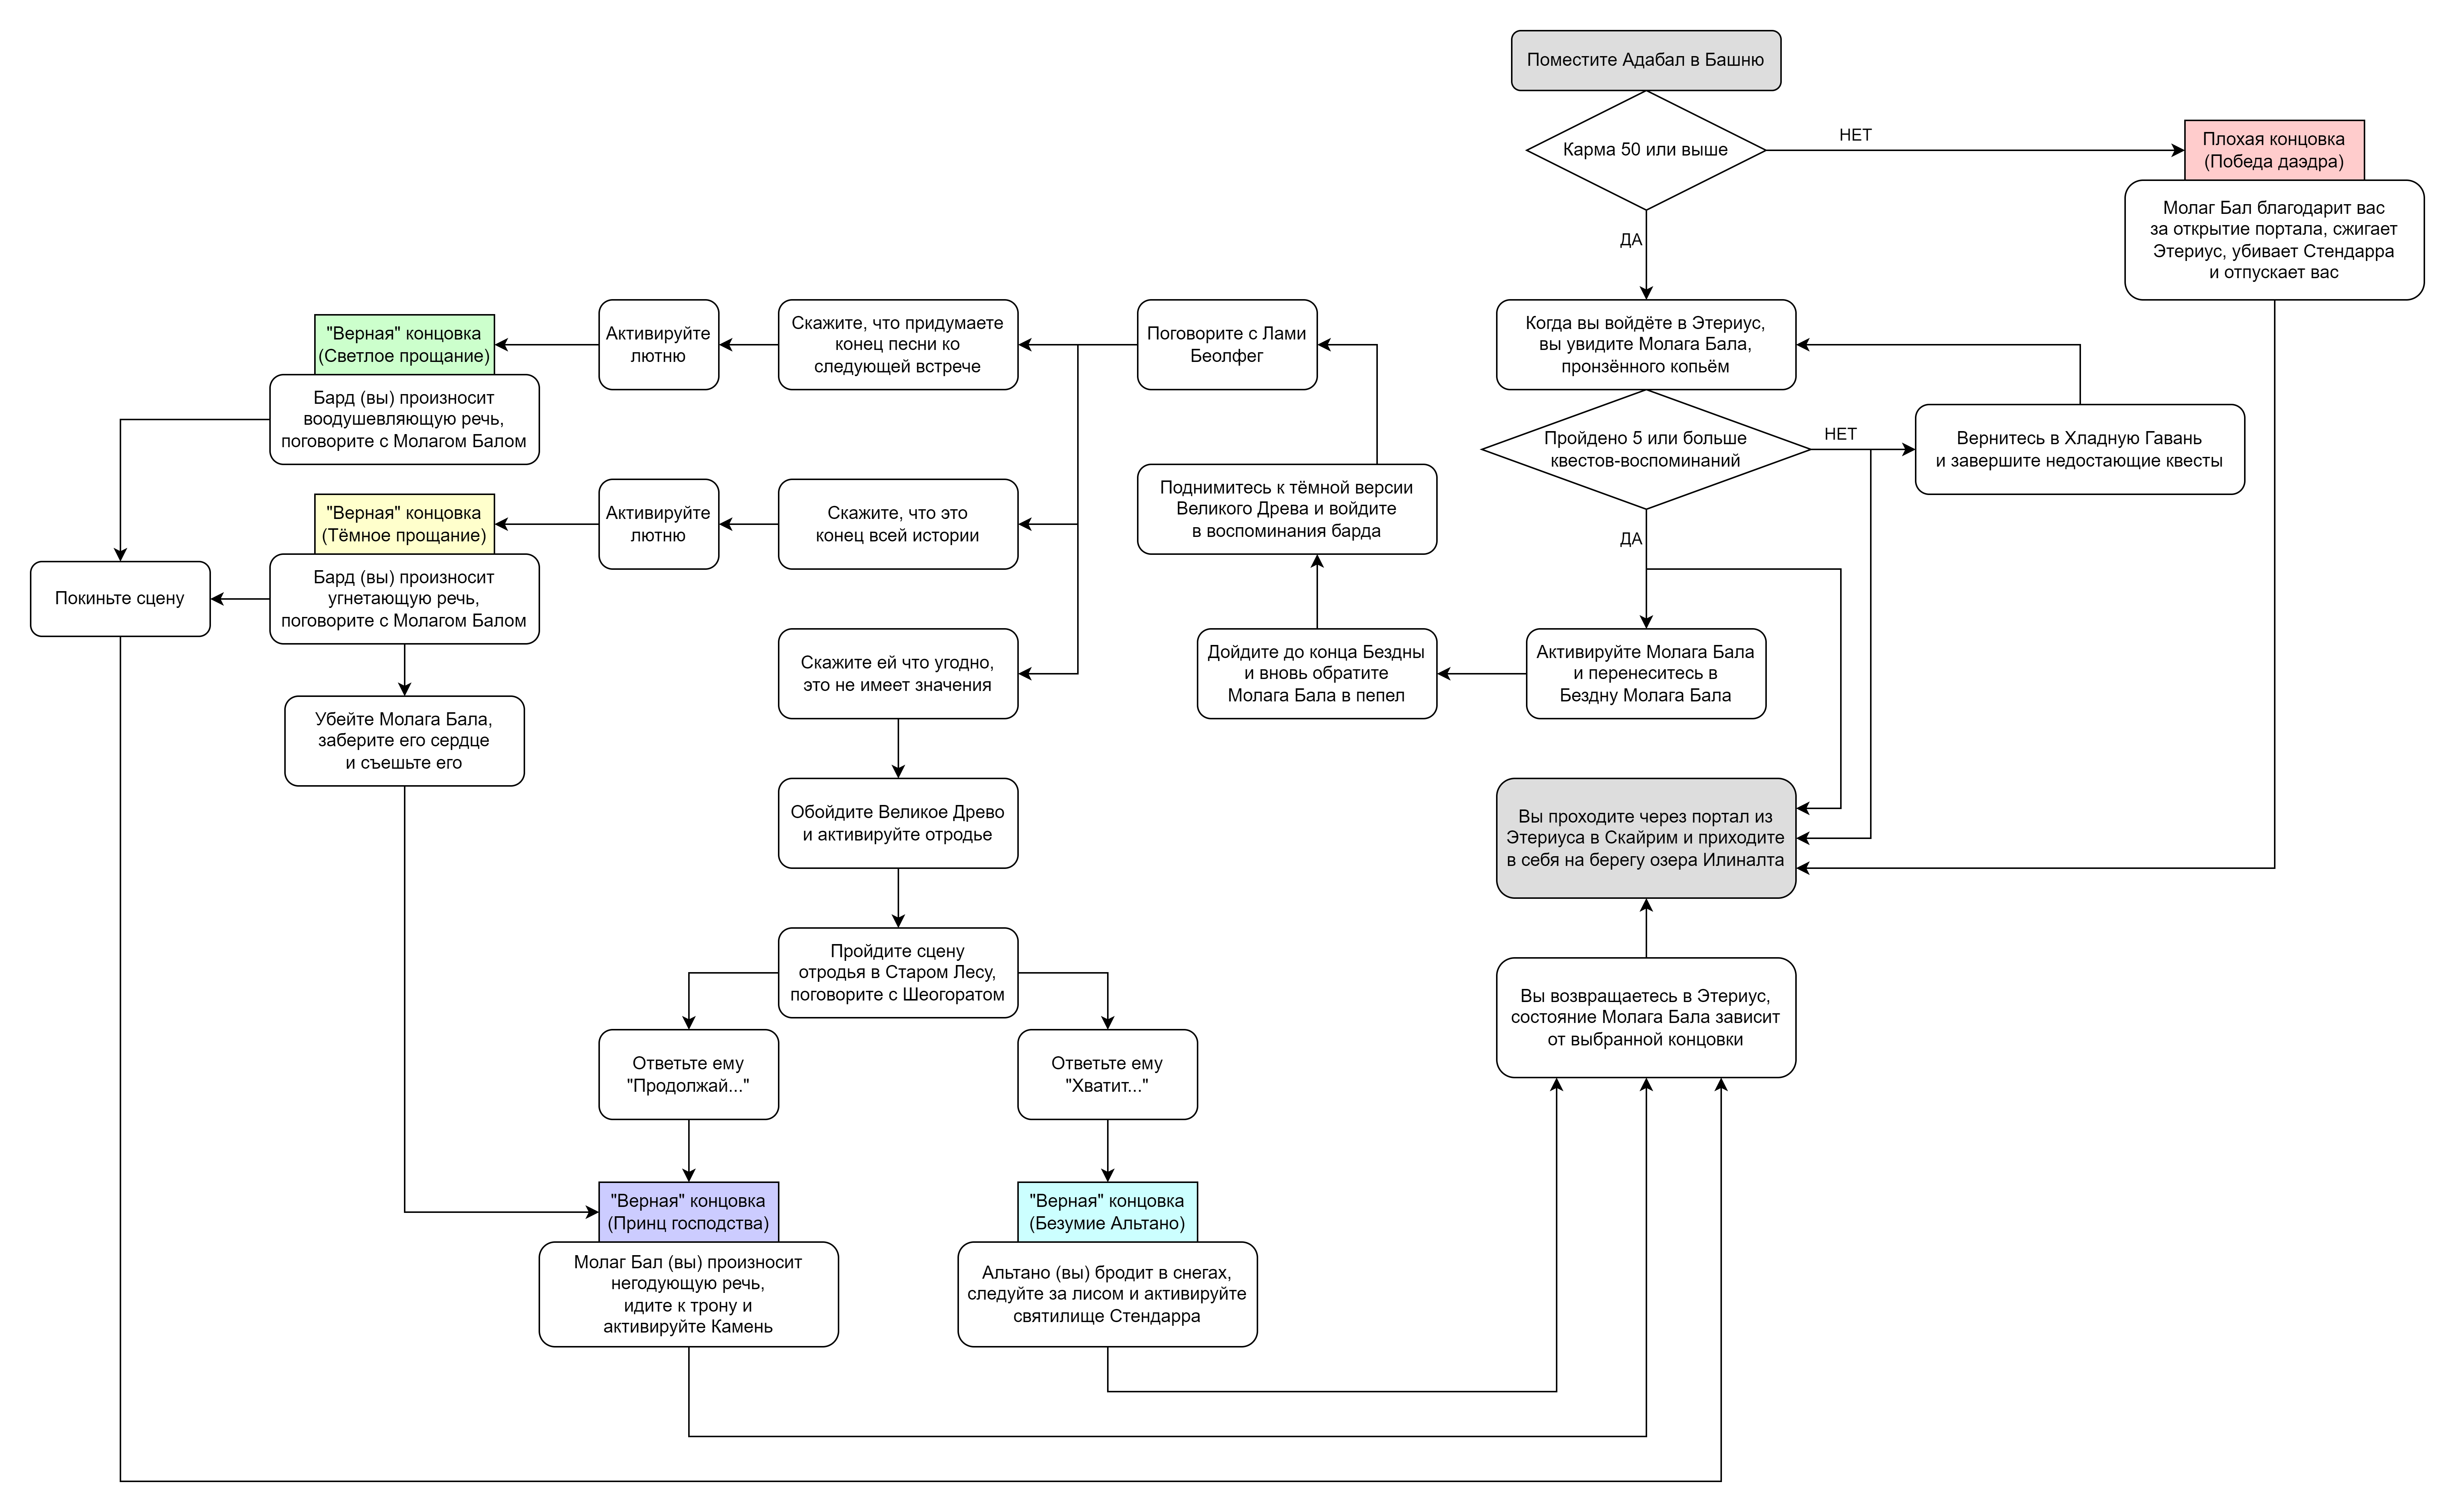 Поместите Адабал в Башню
Карма 50 или выше
НЕТ
Плохая концовка
(Победа даэдра)
Молаг Бал благодарит вас
за открытие портала, сжигает
Этериус, убивает Стендарра
и отпускает вас
ДА
Когда вы войдёте в Этериус,
вы увидите Молага Бала,
пронзённого копьём
Пройдено 5 или больше
квестов-воспоминаний
НЕТ
Вернитесь в Хладную Гавань
и завершите недостающие квесты
ДА
Активируйте Молага Бала
и перенеситесь в
Бездну Молага Бала
Дойдите до конца Бездны
и вновь обратите
Молага Бала в пепел
Поднимитесь к тёмной версии
Великого Древа и войдите
в воспоминания барда
Поговорите с Лами
Беолфег
Скажите, что придумаете
конец песни ко
следующей встрече
Активируйте
лютню
"Верная" концовка
(Светлое прощание)
Бард (вы) произносит
воодушевляющую речь,
поговорите с Молагом Балом
Скажите, что это
конец всей истории
Активируйте
лютню
"Верная" концовка
(Тёмное прощание)
Бард (вы) произносит
угнетающую речь,
поговорите с Молагом Балом
Покиньте сцену
Убейте Молага Бала,
заберите его сердце
и съешьте его
Скажите ей что угодно,
это не имеет значения
Обойдите Великое Древо
и активируйте отродье
Пройдите сцену
отродья в Старом Лесу,
поговорите с Шеогоратом
Ответьте ему
"Продолжай..."
Ответьте ему
"Хватит..."
"Верная" концовка
(Принц господства)
Молаг Бал (вы) произносит
негодующую речь,
идите к трону и
активируйте Камень
"Верная" концовка
(Безумие Альтано)
Альтано (вы) бродит в снегах,
следуйте за лисом и активируйте
святилище Стендарра
Вы проходите через портал из
Этериуса в Скайрим и приходите
в себя на берегу озера Илиналта
Вы возвращаетесь в Этериус,
состояние Молага Бала зависит
от выбранной концовки